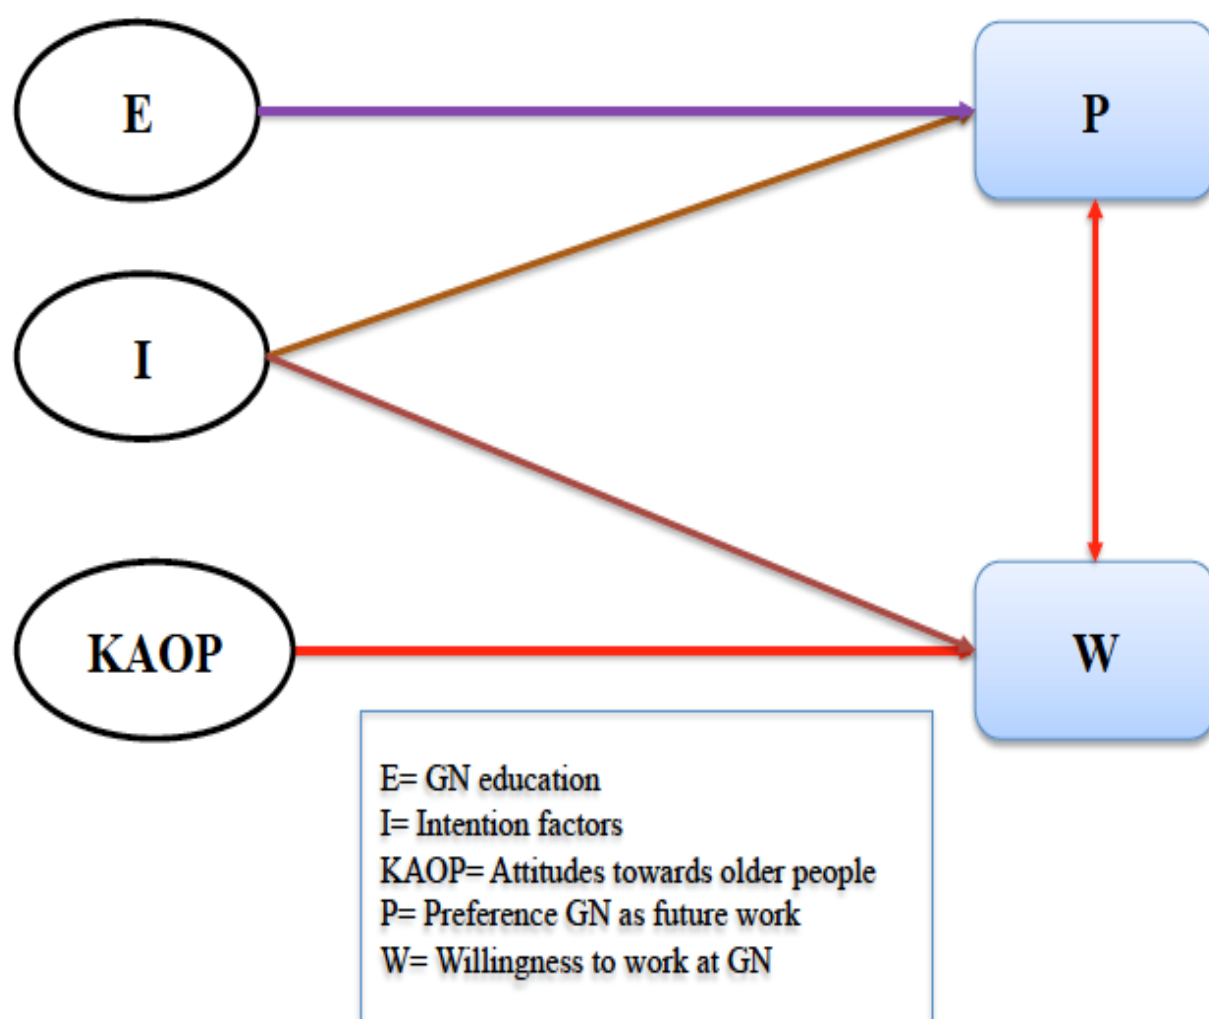 E
P
I
KAOP
W
E= GN education
I= Intention factors
KAOP= Attitudes towards older people
P= Preference GN as future work
W= Willingness to work at GN